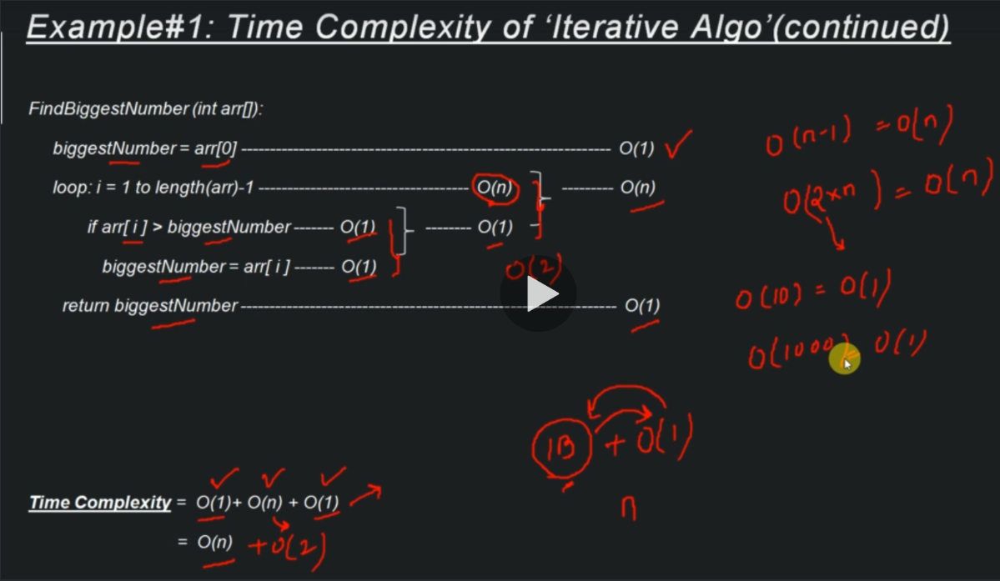 Example#1: Time Complexity of ‘Iterative Algo’(continued)
FindBiggestNumber (int arr[]):
biggestNumber = arr[0] ------------------------------------------------------------------- O(1)
loop: i = 1 to length(arr)-1 -------------------------------------- O(n) --------- O(n)
if arr[ i ] > biggestNumber ------- O(1) -------- O(1)
biggestNumber = arr[ i ] ------- O(1)
O(2)
return biggestNumber -------------------------------------------------------------------- O(1)
O(n-1) = O(n)
O(2×n) = O(n)
O(10) = O(1)
O(1000) = O(1)
1B + O(1)
n
Time Complexity = O(1)+ O(n) + O(1)
= O(n) + O(2)